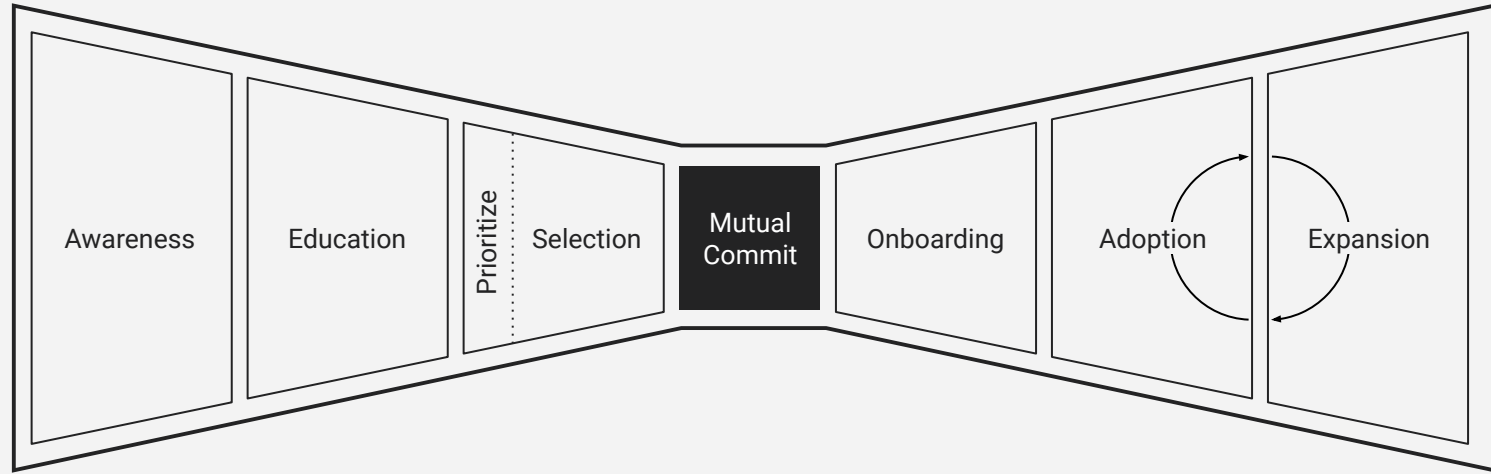 Awareness
Education
Prioritize
Selection
Mutual
Commit
Onboarding
Adoption
Expansion